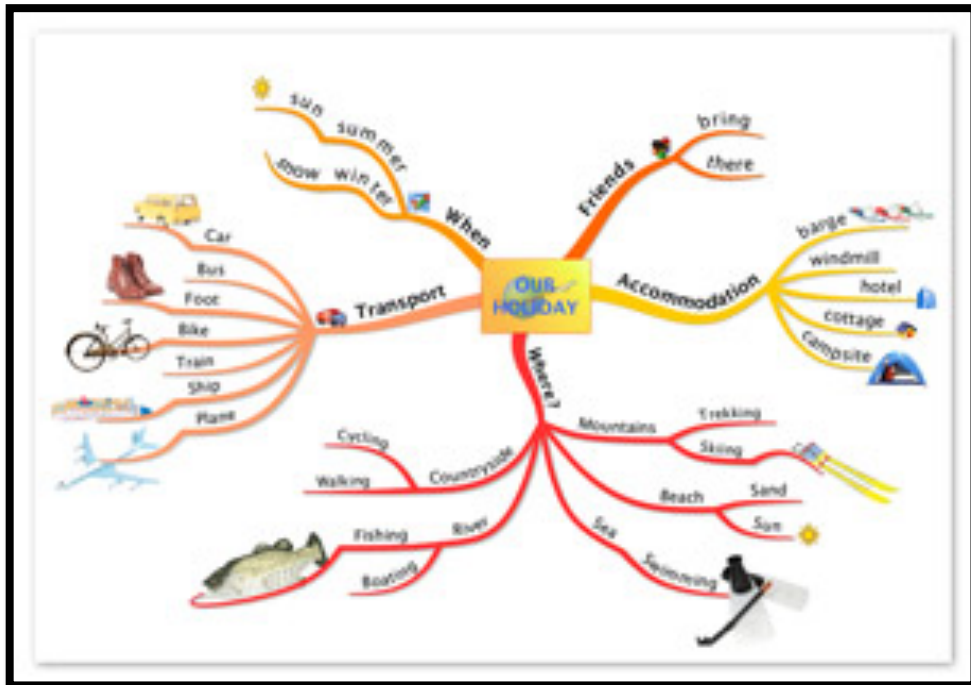 OUR
HOLIDAY
When
sun summer
snow winter
Friends
bring
there
Accommodation
barge
windmill
hotel
cottage
campsite
Where?
Mountains
Trekking
Skiing
Beach
Sand
Sun
Sea
Swimming
River
Fishing
Boating
Countryside
Cycling
Walking
Transport
Car
Bus
Foot
Bike
Train
Ship
Plane